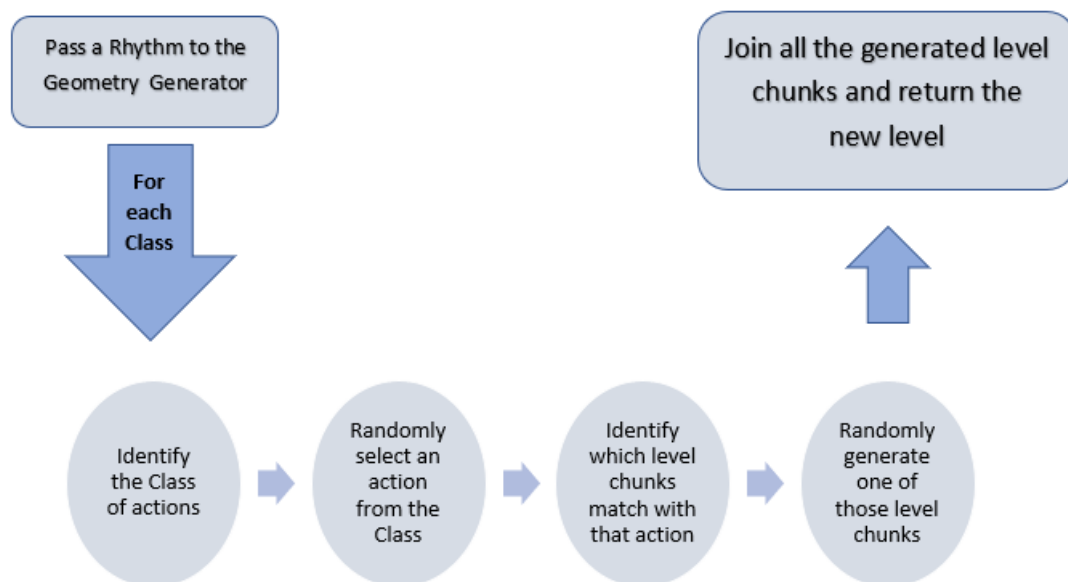 Pass a Rhythm to the
Geometry Generator
For
each
Class
Identify
the Class
of actions
Randomly
select an
action
from the
Class
Identify
which level
chunks
match with
that action
Randomly
generate
one of
those level
chunks
Join all the generated level
chunks and return the
new level